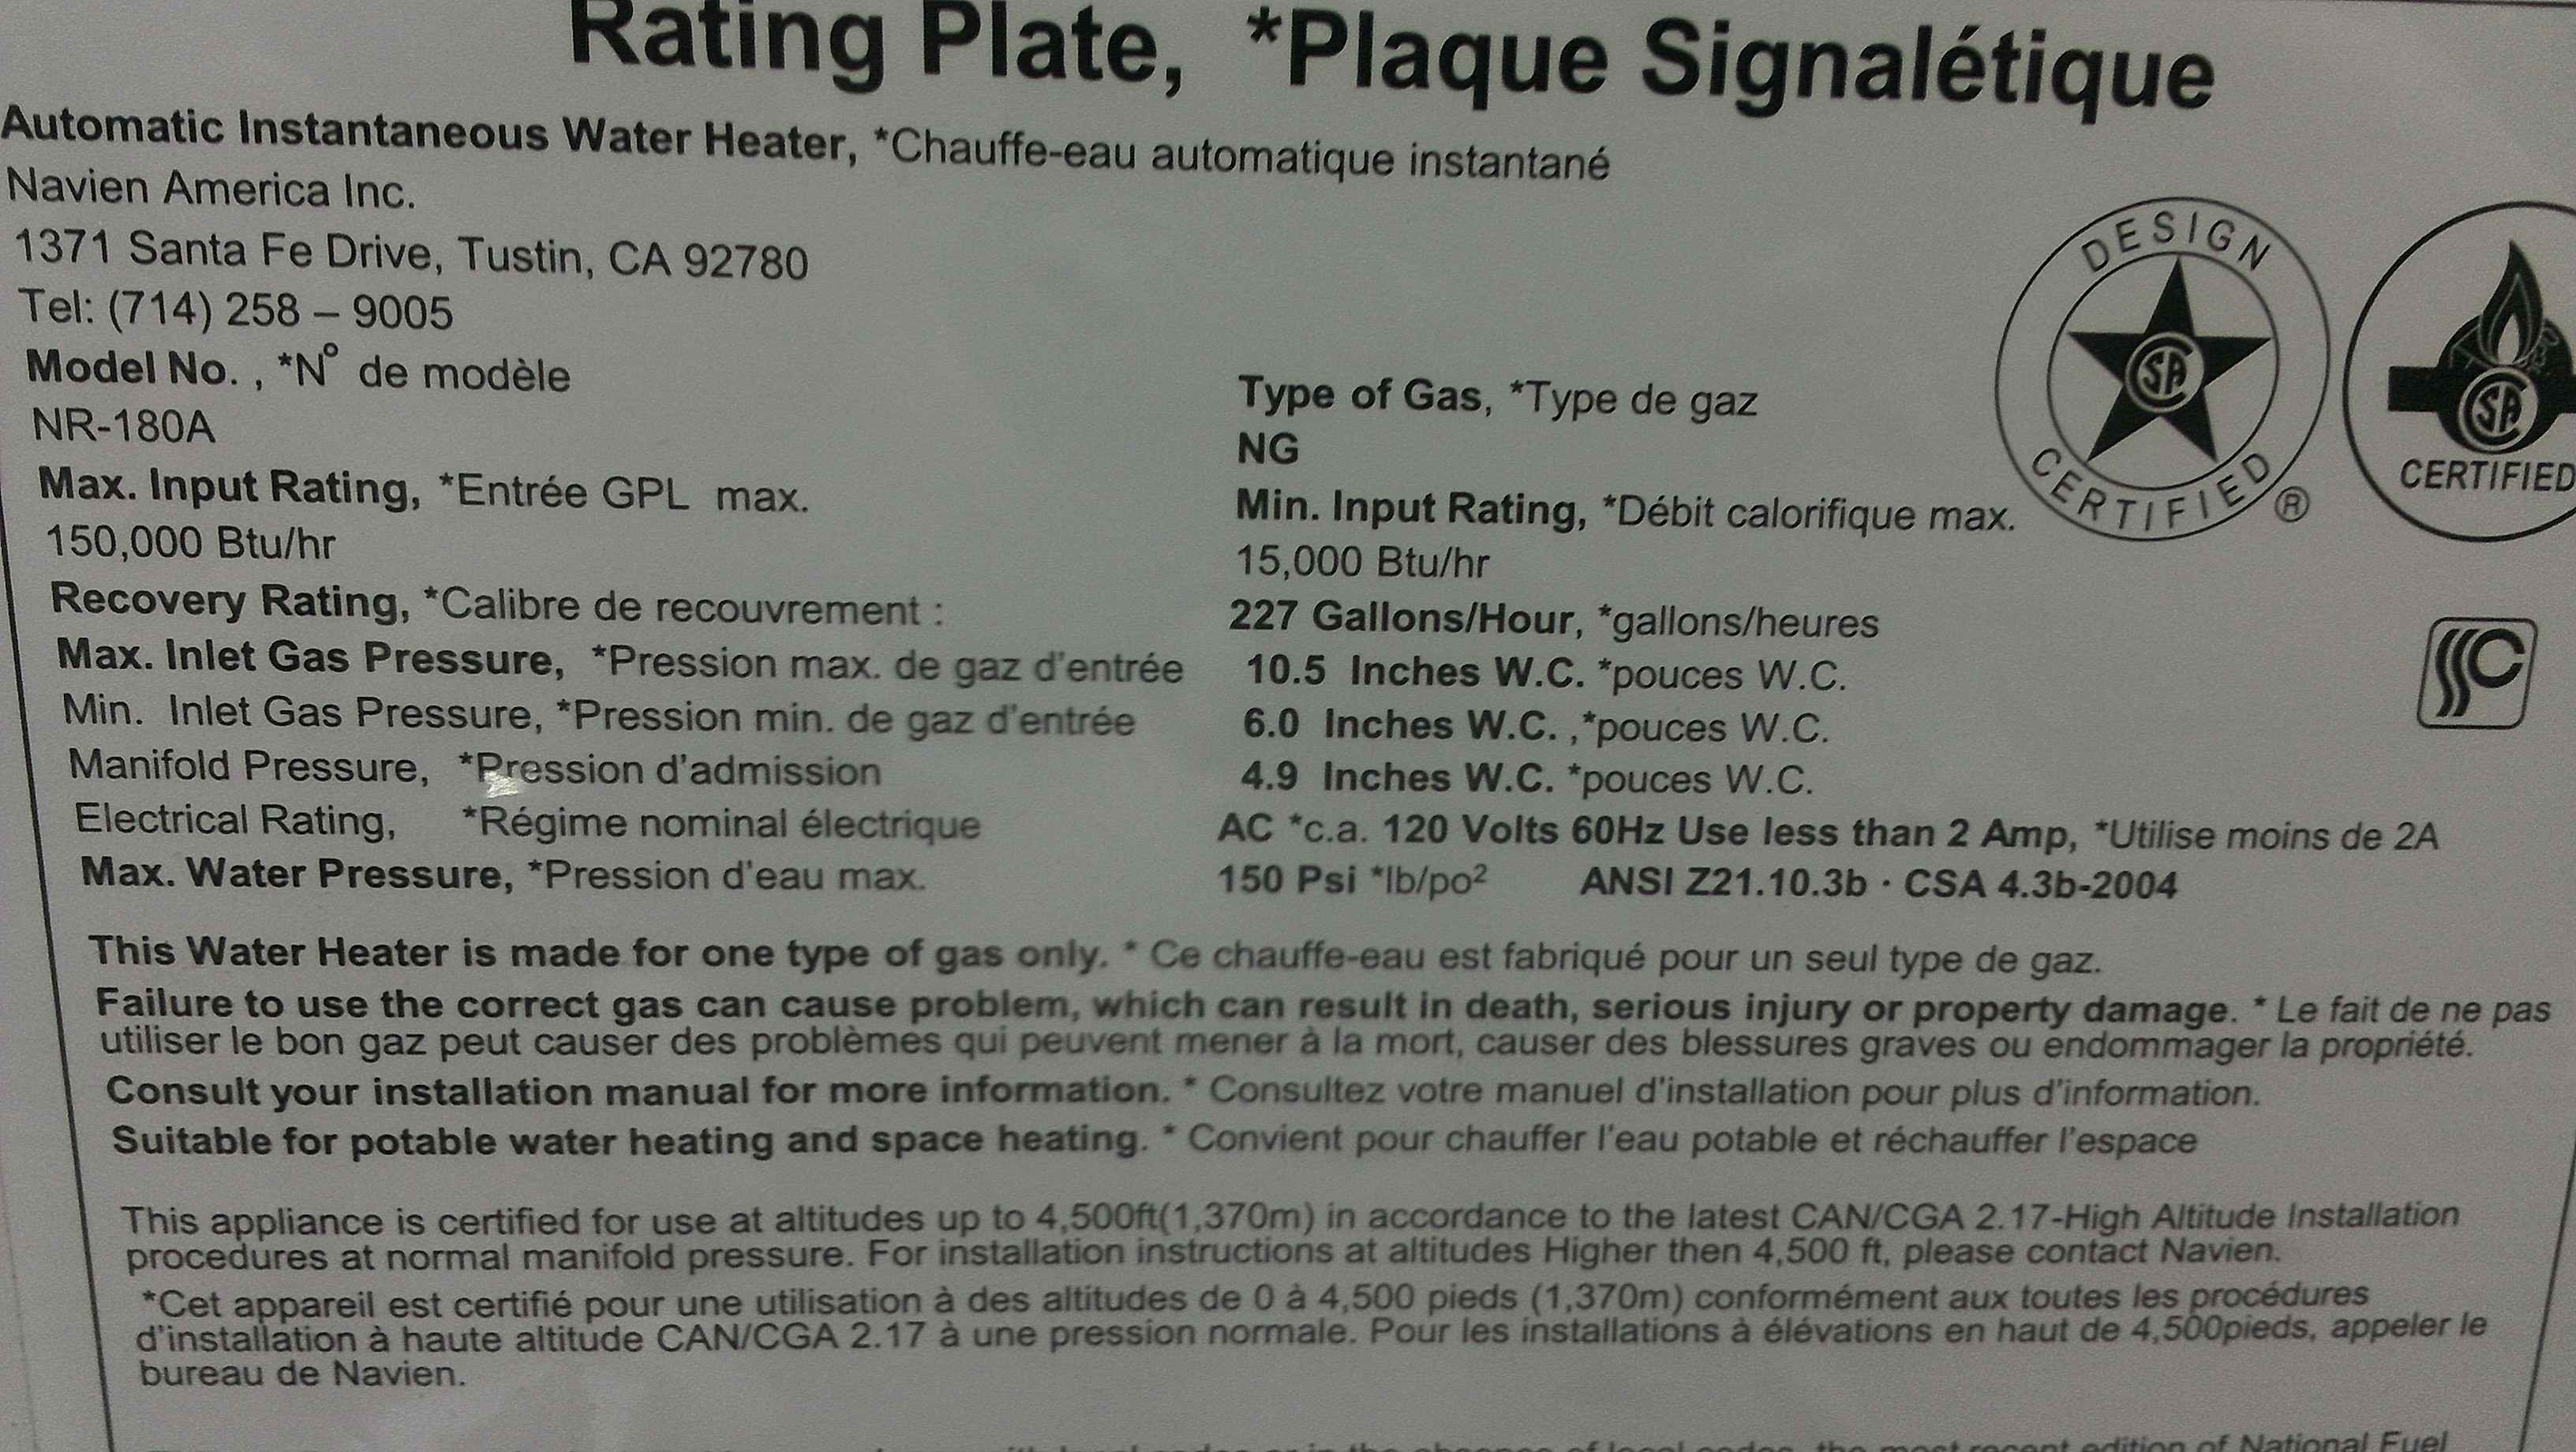 Rating Plate, *Plaque Signalétique
Automatic Instantaneous Water Heater, *Chauffe-eau automatique instantané
Navien America Inc.
1371 Santa Fe Drive, Tustin, CA 92780
Tel: (714) 258 – 9005
Model No. , *N° de modèle
NR-180A
Type of Gas, *Type de gaz
NG
Max. Input Rating, *Entrée GPL max.
150,000 Btu/hr
Min. Input Rating, *Débit calorifique max.
15,000 Btu/hr
DESIGN CERTIFIED ®
SA
SA
CERTIFIED
Recovery Rating, *Calibre de recouvrement : 227 Gallons/Hour, *gallons/heures
Max. Inlet Gas Pressure, *Pression max. de gaz d'entrée 10.5 Inches W.C. *pouces W.C.
Min. Inlet Gas Pressure, *Pression min. de gaz d'entrée 6.0 Inches W.C. ,*pouces W.C.
Manifold Pressure, *Pression d'admission 4.9 Inches W.C. *pouces W.C.
Electrical Rating, *Régime nominal électrique AC *c.a. 120 Volts 60Hz Use less than 2 Amp, *Utilise moins de 2A
Max. Water Pressure, *Pression d'eau max. 150 Psi *lb/po² ANSI Z21.10.3b · CSA 4.3b-2004
This Water Heater is made for one type of gas only. * Ce chauffe-eau est fabriqué pour un seul type de gaz.
Failure to use the correct gas can cause problem, which can result in death, serious injury or property damage. * Le fait de ne pas
utiliser le bon gaz peut causer des problèmes qui peuvent mener à la mort, causer des blessures graves ou endommager la propriété.
Consult your installation manual for more information. * Consultez votre manuel d'installation pour plus d'information.
Suitable for potable water heating and space heating. * Convient pour chauffer l'eau potable et réchauffer l'espace
This appliance is certified for use at altitudes up to 4,500ft(1,370m) in accordance to the latest CAN/CGA 2.17-High Altitude Installation
procedures at normal manifold pressure. For installation instructions at altitudes Higher then 4,500 ft, please contact Navien.
*Cet appareil est certifié pour une utilisation à des altitudes de 0 à 4,500 pieds (1,370m) conformément aux toutes les procédures
d'installation à haute altitude CAN/CGA 2.17 à une pression normale. Pour les installations à élévations en haut de 4,500pieds, appeler le
bureau de Navien.
with local codes or in the absence of local codes, the most recent edition of National Fuel